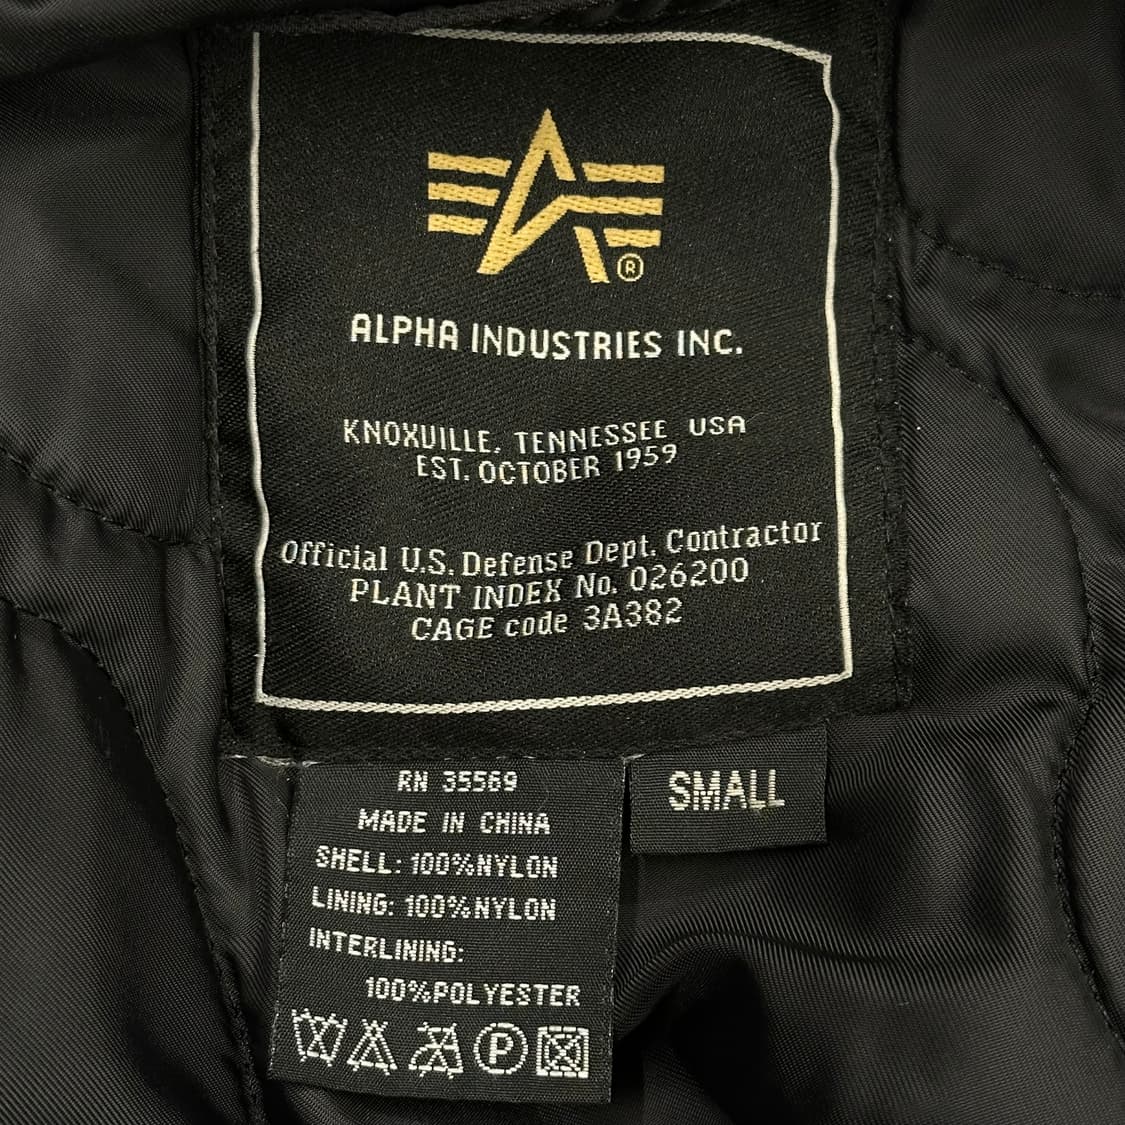 ®
ALPHA INDUSTRIES INC.
KNOXVILLE, TENNESSEE USA
EST. OCTOBER 1959
Official U.S. Defense Dept. Contractor
PLANT INDEX No. 026200
CAGE code 3A382
RN 35569
MADE IN CHINA
SHELL: 100%NYLON
LINING: 100%NYLON
INTERLINING:
100%POLYESTER
P
SMALL